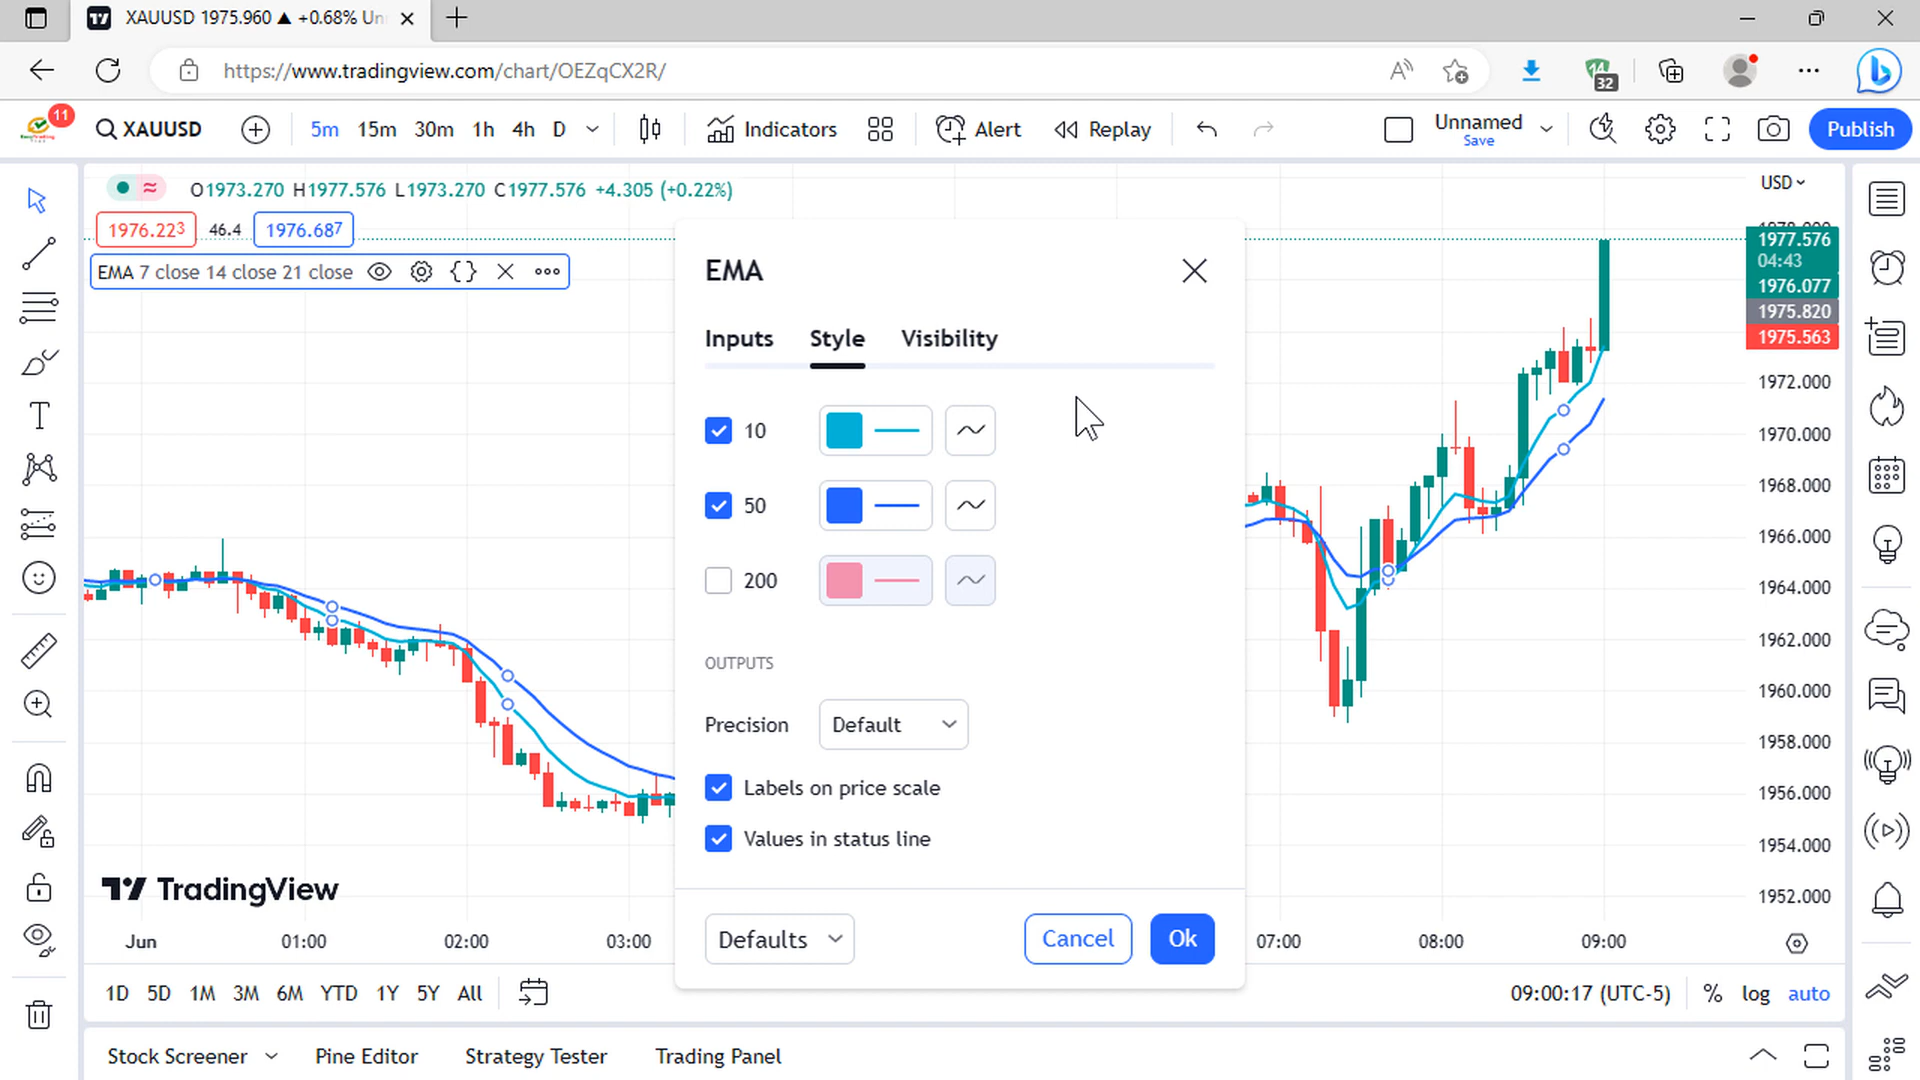 XAUUSD 1975.960 ▲ +0.68% Un
https://www.tradingview.com/chart/OEZqCX2R/
32
11
XAUUSD 5m 15m 30m 1h 4h D Indicators Alert Replay Unnamed Publish
Save
O1973.270 H1977.576 L1973.270 C1977.576 +4.305 (+0.22%)
USD
1976.223 46.4 1976.687
EMA 7 close 14 close 21 close
1977.576
04:43
1976.077
1975.820
1975.563
1972.000
1970.000
1968.000
1966.000
1964.000
1962.000
1960.000
1958.000
1956.000
1954.000
1952.000
EMA
Inputs Style Visibility
10
50
200
OUTPUTS
Precision Default
Labels on price scale
Values in status line
Defaults Cancel Ok
TradingView
Jun 01:00 02:00 03:00 07:00 08:00 09:00
1D 5D 1M 3M 6M YTD 1Y 5Y All 09:00:17 (UTC-5) % log auto
Stock Screener Pine Editor Strategy Tester Trading Panel